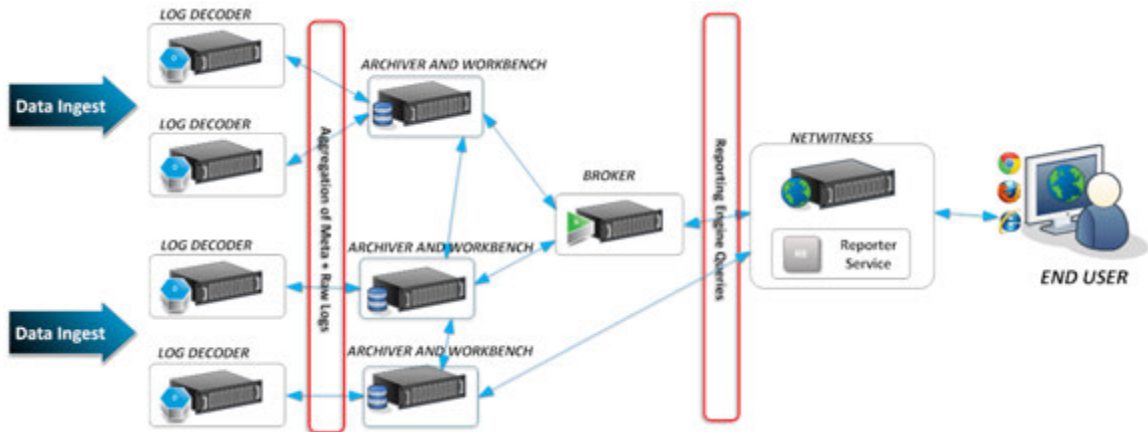 LOG DECODER
Data Ingest
LOG DECODER
LOG DECODER
Data Ingest
LOG DECODER
Aggregation of Meta + Raw Logs
ARCHIVER AND WORKBENCH
ARCHIVER AND WORKBENCH
ARCHIVER AND WORKBENCH
BROKER
Reporting Engine Queries
NETWITNESS
RE
Reporter
Service
END USER